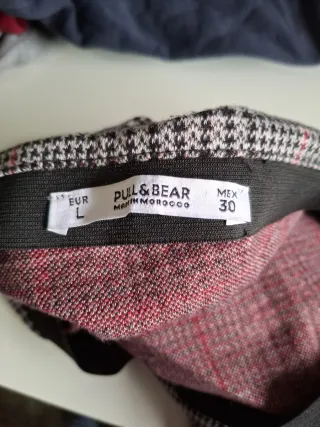 EUR PULL&BEAR MEX
L MADE IN MOROCCO 30